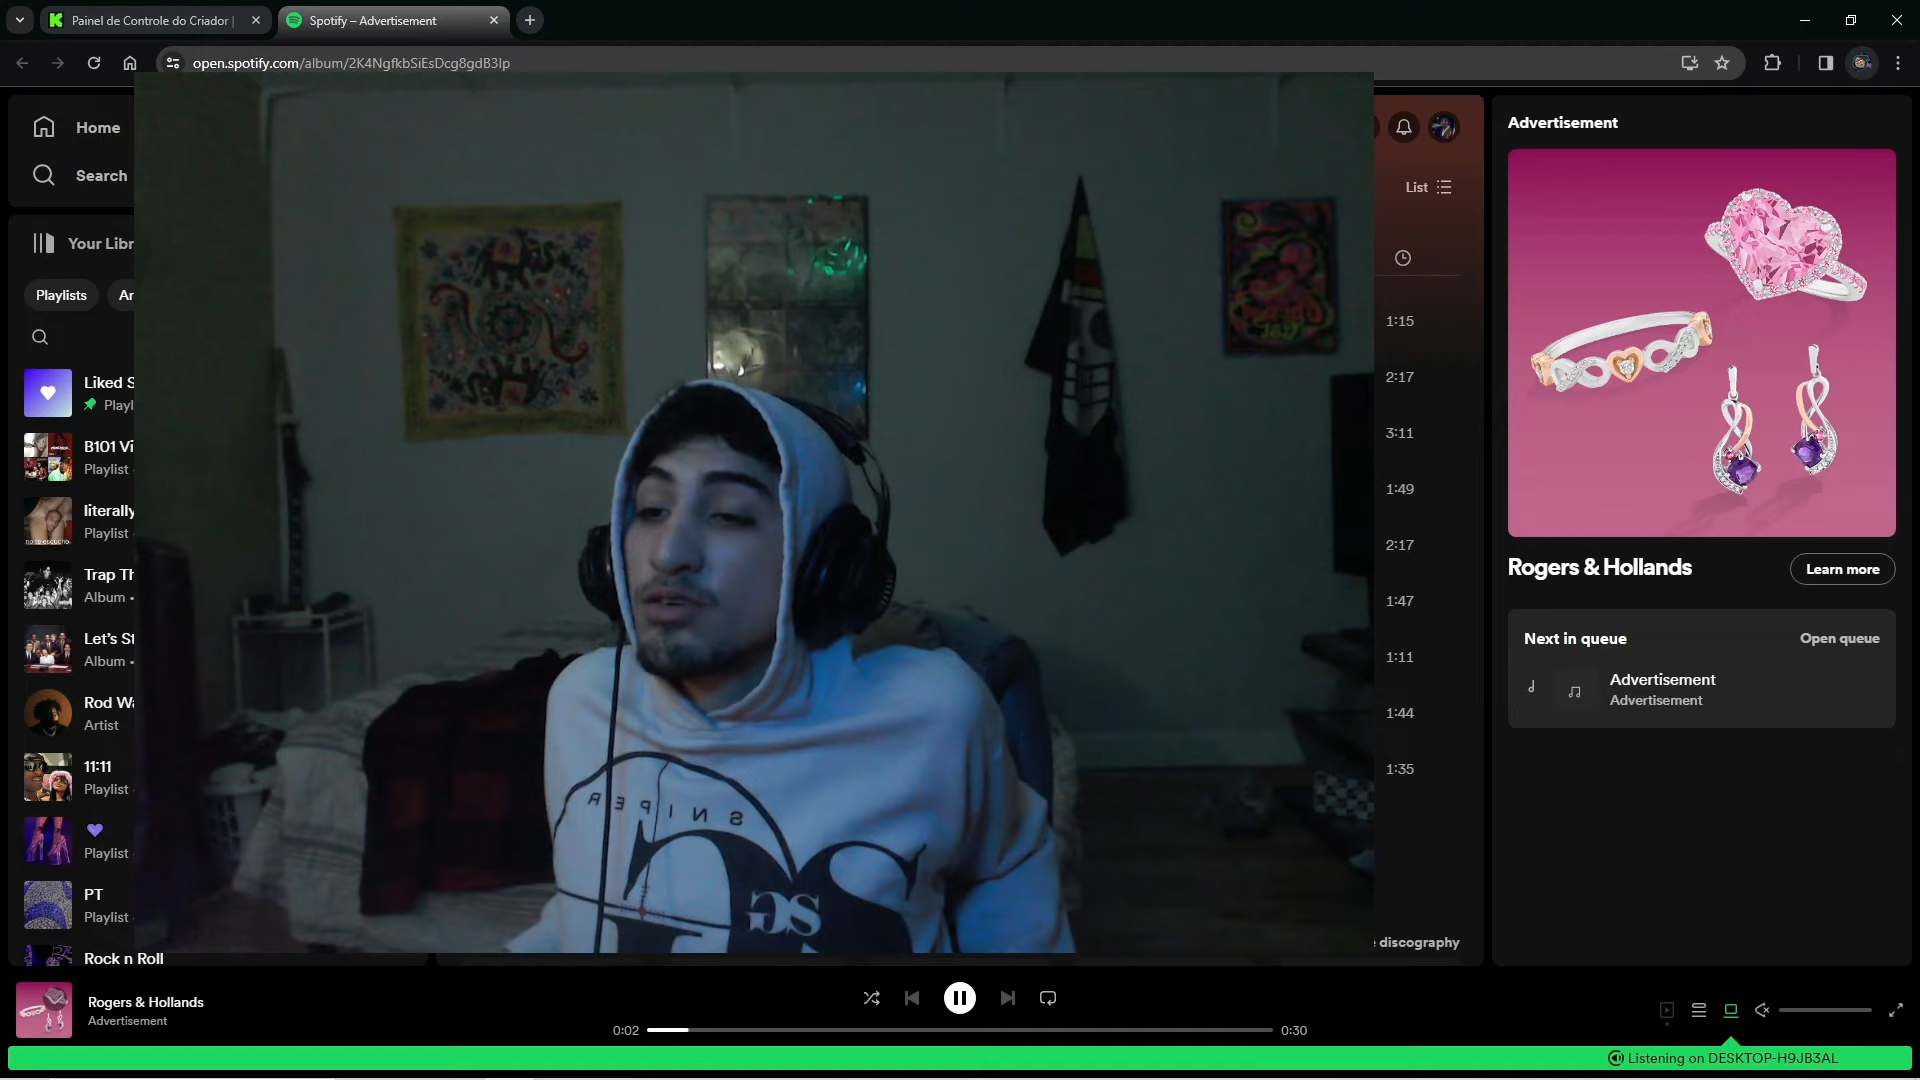 Painel de Controle do Criador |
Spotify – Advertisement
open.spotify.com/album/2K4NgfkbSiEsDcg8gdB3Ip
Home
Search
Your Libr
Playlists
Ar
Liked S
Playl
B101 Vi
Playlist
literally
Playlist
Trap Th
Album •
Let's St
Album •
Rod Wa
Artist
11:11
Playlist
💜
Playlist
PT
Playlist
Rock n Roll
SNIPER
GS
List
1:15
2:17
3:11
1:49
2:17
1:47
1:11
1:44
1:35
discography
Advertisement
Rogers & Hollands
Learn more
Next in queue
Open queue
Advertisement
Advertisement
Rogers & Hollands
Advertisement
0:02
0:30
Listening on DESKTOP-H9JB3AL